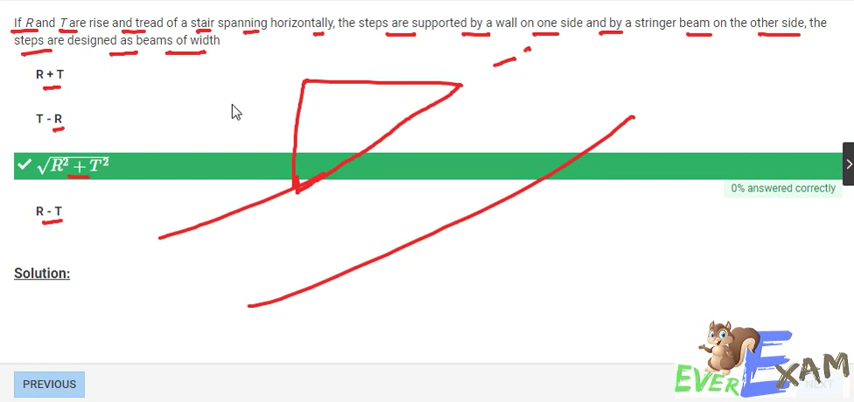 If R and T are rise and tread of a stair spanning horizontally, the steps are supported by a wall on one side and by a stringer beam on the other side, the
steps are designed as beams of width
R + T
T - R
√R² + T²
0% answered correctly
R - T
Solution:
PREVIOUS
NEXT
EVER EXAM